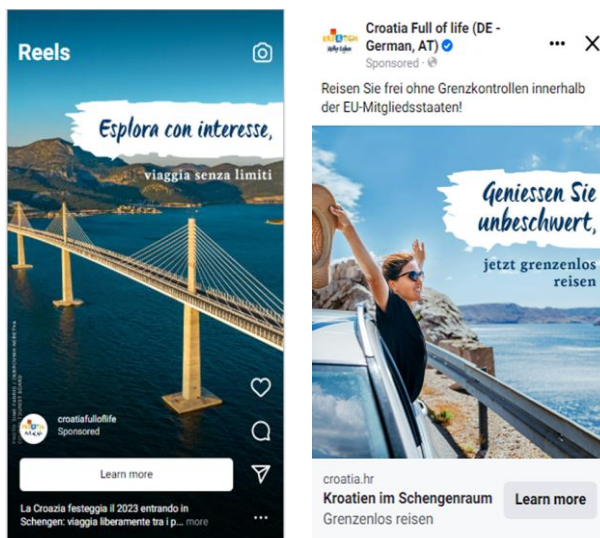 Reels
Esplora con interesse,
viaggia senza limiti
croatiafulloflife
Sponsored
Learn more
La Croazia festeggia il 2023 entrando in
Schengen: viaggia liberamente tra i p... more
Croatia Full of life (DE -
German, AT)
Sponsored ·
Reisen Sie frei ohne Grenzkontrollen innerhalb
der EU-Mitgliedsstaaten!
Geniessen Sie
unbeschwert,
jetzt grenzenlos
reisen
croatia.hr
Kroatien im Schengenraum
Grenzenlos reisen
Learn more